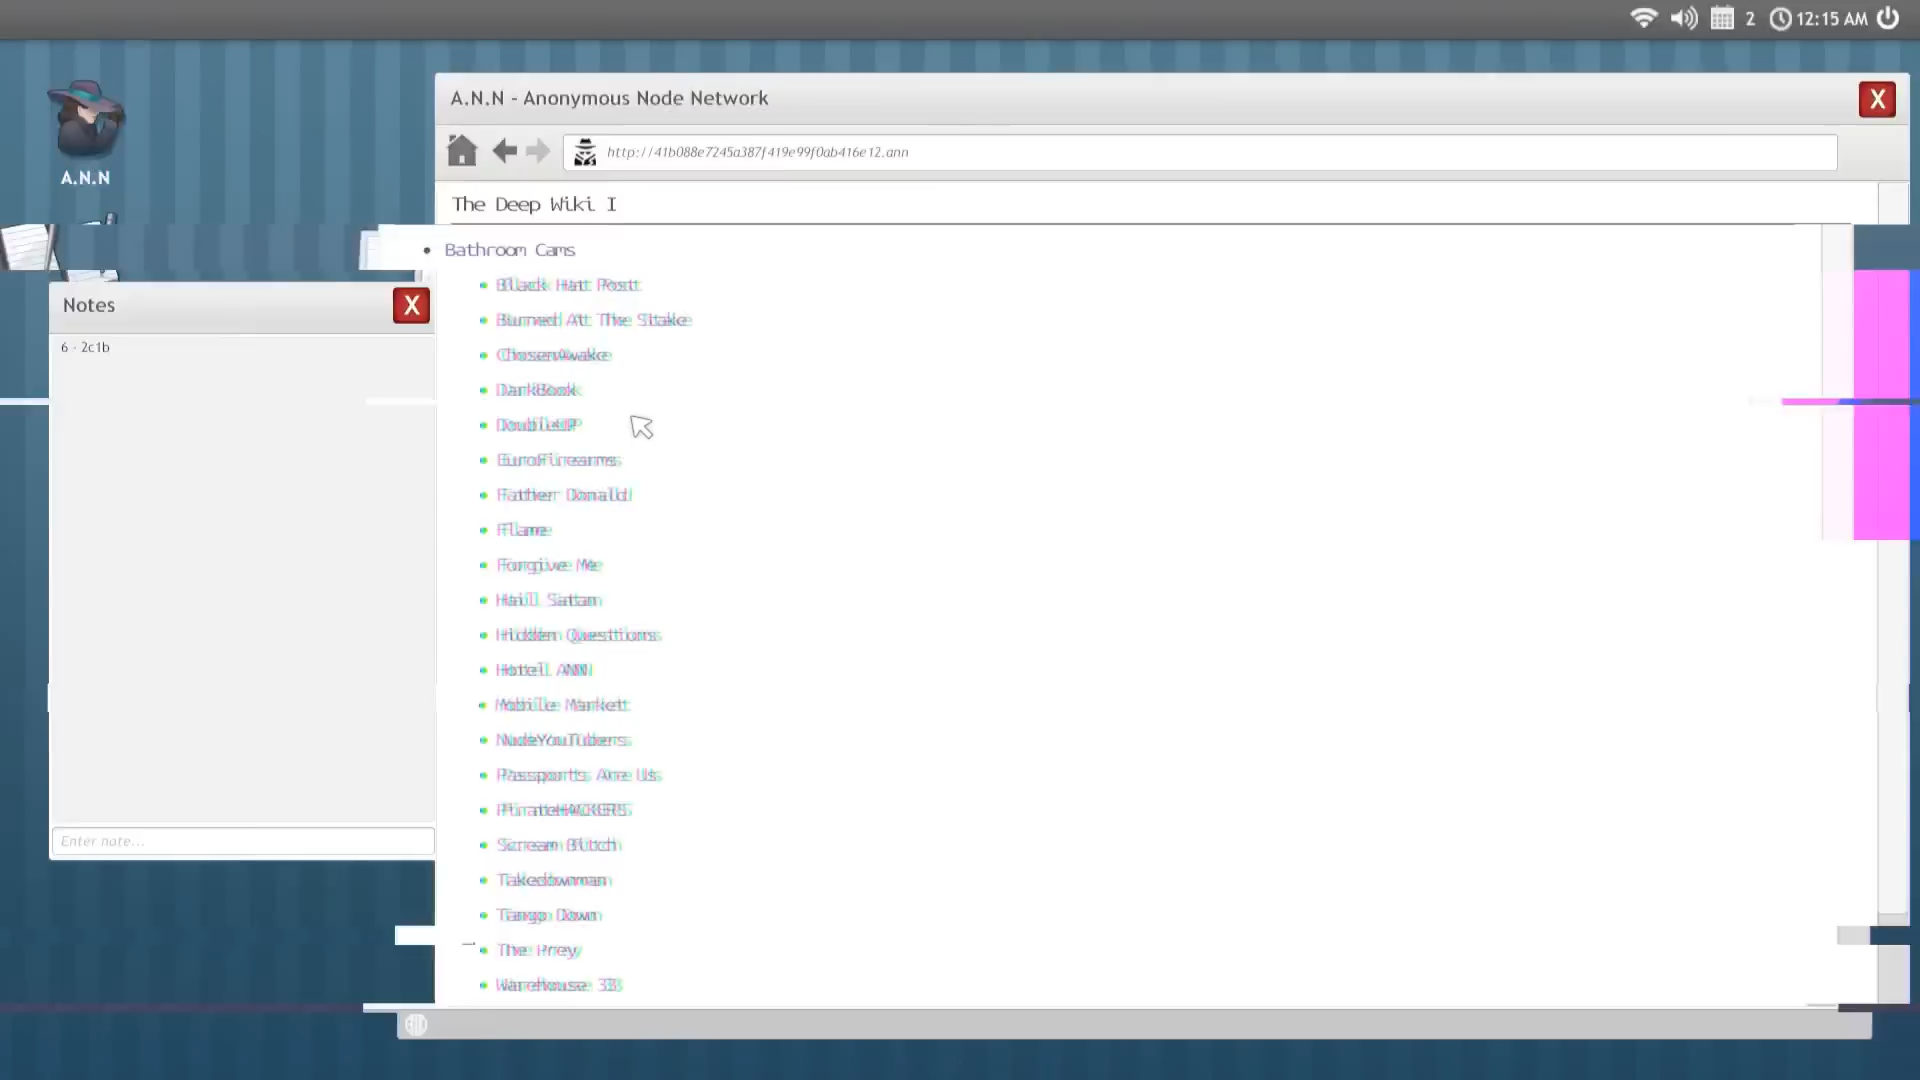 2 12:15 AM
A.N.N - Anonymous Node Network
X
http://41b088e7245a387f419e99f0ab416e12.ann
A.N.N
The Deep Wiki I
Bathroom Cams
Black Hat Post
Notes
X
Burned At The Stake
6 - 2c1b
ChosenAwake
DarkBook
DoubleUP
EuroFirearms
Father Donald
Flame
Forgive Me
Hail Satan
Hidden Questions
Hotel ANN
Mobile Market
NudeYouTubers
Passports Are Us
PirateHACKERS
Scream Bitch
Enter note...
Takedownman
Tango Down
The Prey
Warehouse 33